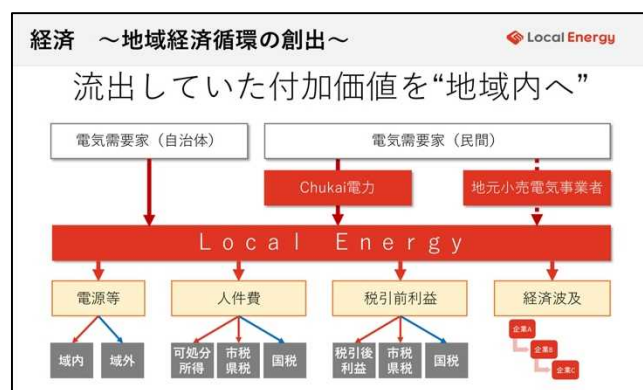 経済　～地域経済循環の創出～
Local Energy
流出していた付加価値を“地域内へ”
電気需要家（自治体）
電気需要家（民間）
Chukai電力
地元小売電気事業者
Local Energy
電源等
人件費
税引前利益
経済波及
域内
域外
可処分
所得
市税
県税
国税
税引後
利益
市税
県税
国税
企業A
企業B
企業C